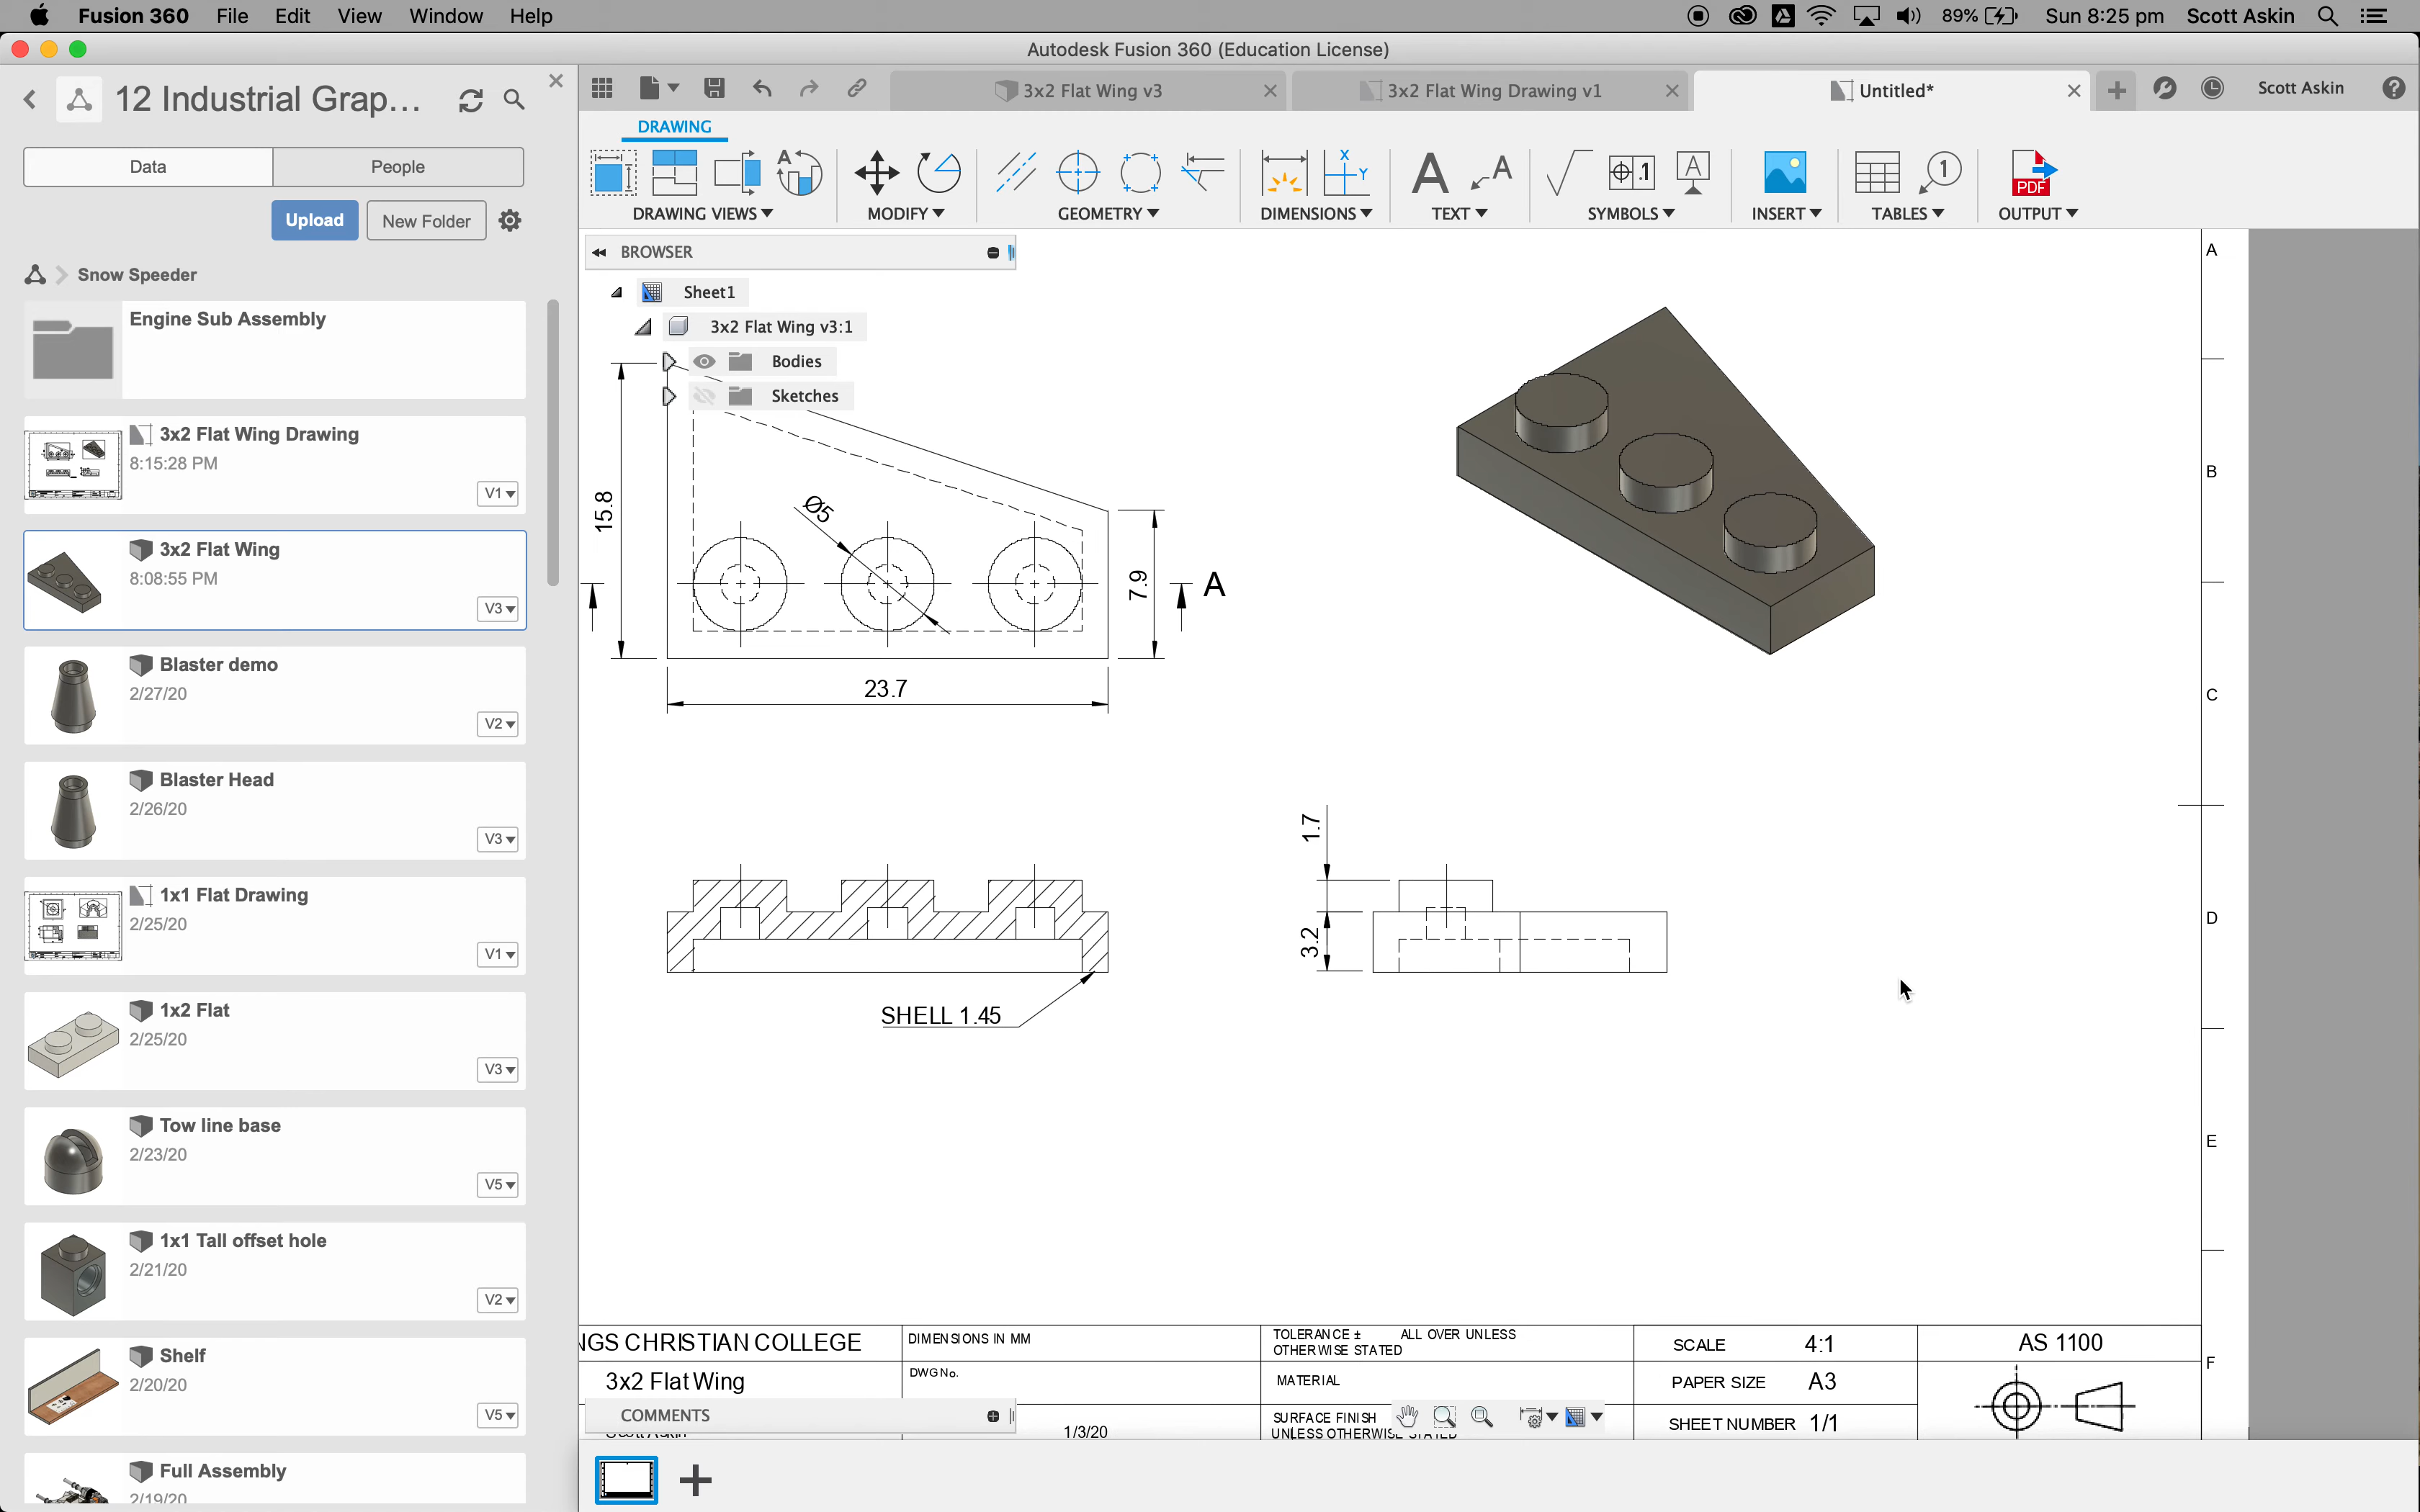 Fusion 360 File Edit View Window Help 89% Sun 8:25 pm Scott Askin
Autodesk Fusion 360 (Education License)
12 Industrial Grap...
Data People
Upload New Folder
Snow Speeder
Engine Sub Assembly
3x2 Flat Wing Drawing
8:15:28 PM
V1
3x2 Flat Wing
8:08:55 PM
V3
Blaster demo
2/27/20
V2
Blaster Head
2/26/20
V3
1x1 Flat Drawing
2/25/20
V1
1x2 Flat
2/25/20
V3
Tow line base
2/23/20
V5
1x1 Tall offset hole
2/21/20
V2
Shelf
2/20/20
V5
Full Assembly
2/19/20
3x2 Flat Wing v3 3x2 Flat Wing Drawing v1 Untitled* Scott Askin
DRAWING
DRAWING VIEWS MODIFY GEOMETRY DIMENSIONS TEXT SYMBOLS INSERT TABLES OUTPUT
PDF
BROWSER
Sheet1
3x2 Flat Wing v3:1
Bodies
Sketches
15.8
Ø5
7.9
A
23.7
1.7
3.2
SHELL 1.45
A
B
C
D
E
F
NGS CHRISTIAN COLLEGE DIMENSIONS IN MM TOLERANCE ± ALL OVER UNLESS
OTHERWISE STATED
SCALE 4:1 AS 1100
3x2 Flat Wing DWG No. MATERIAL PAPER SIZE A3
SURFACE FINISH
UNLESS OTHERWISE STATED
SHEET NUMBER 1/1
COMMENTS
Scott Askin 1/3/20